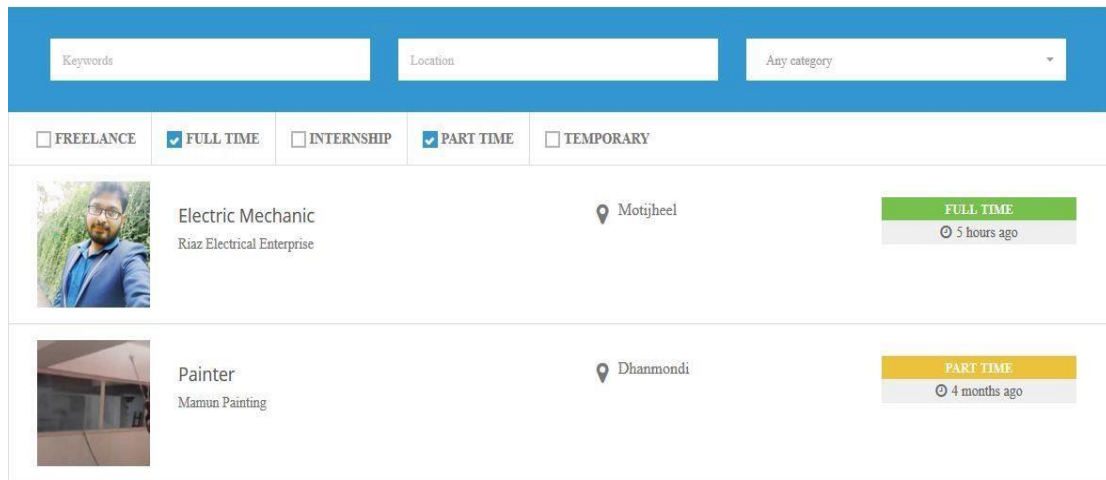 Keywords
Location
Any category
FREELANCE
FULL TIME
INTERNSHIP
PART TIME
TEMPORARY
Electric Mechanic
Riaz Electrical Enterprise
Motijheel
FULL TIME
5 hours ago
Painter
Mamun Painting
Dhanmondi
PART TIME
4 months ago